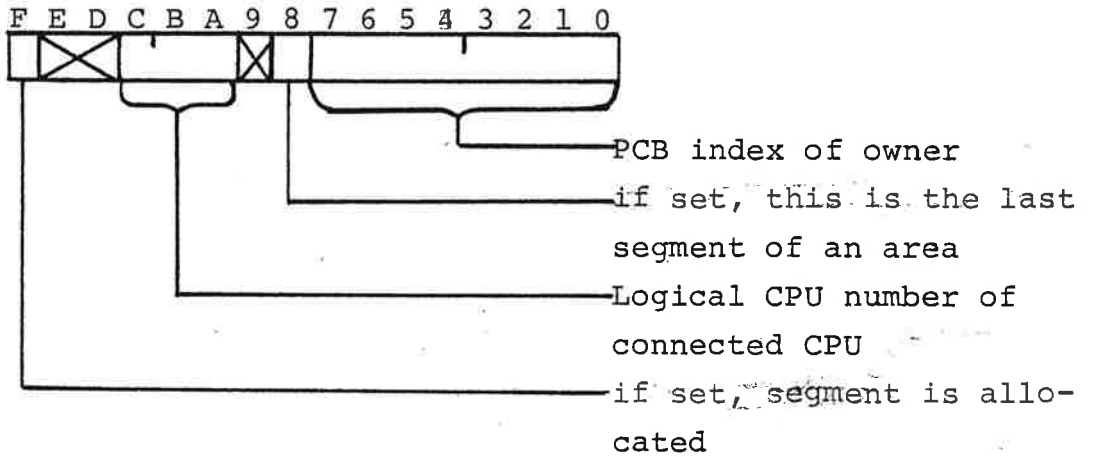 F E D C B A 9 8 7 6 5 4 3 2 1 0
PCB index of owner
if set, this is the last
segment of an area
Logical CPU number of
connected CPU
if set, segment is allo-
cated